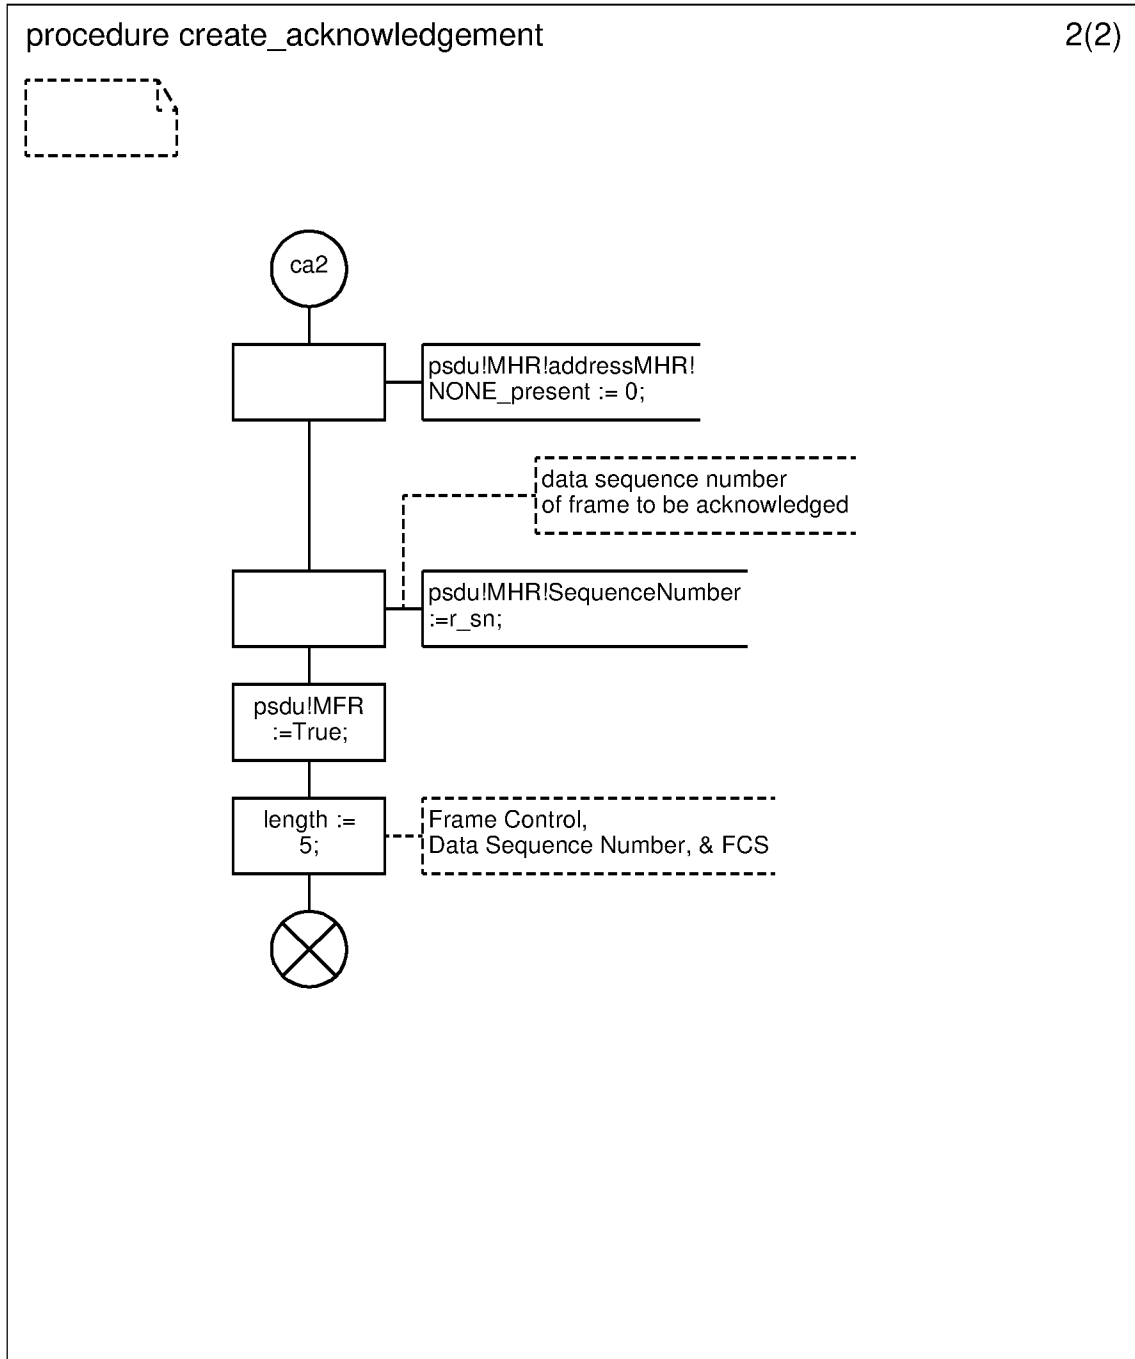 procedure create_acknowledgement
2(2)
ca2
psdu!MHR!addressMHR!
NONE_present := 0;
data sequence number
of frame to be acknowledged
psdu!MHR!SequenceNumber
:=r_sn;
psdu!MFR
:=True;
length :=
5;
Frame Control,
Data Sequence Number, & FCS